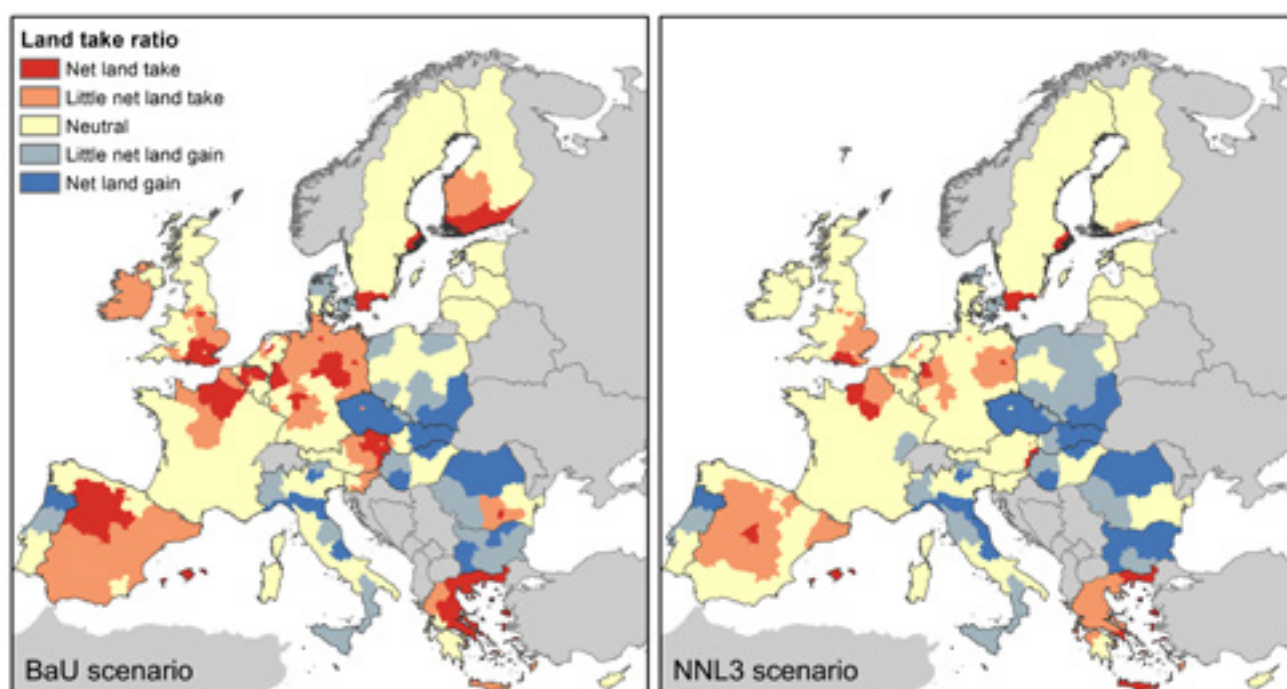 Land take ratio
Net land take
Little net land take
Neutral
Little net land gain
Net land gain
BaU scenario
NNL3 scenario